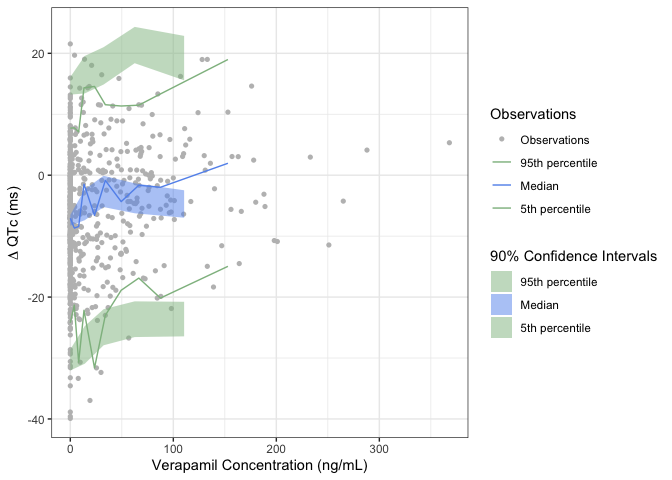 20
0
-20
-40
Δ QTc (ms)
0
100
200
300
Verapamil Concentration (ng/mL)
Observations
Observations
95th percentile
Median
5th percentile
90% Confidence Intervals
95th percentile
Median
5th percentile